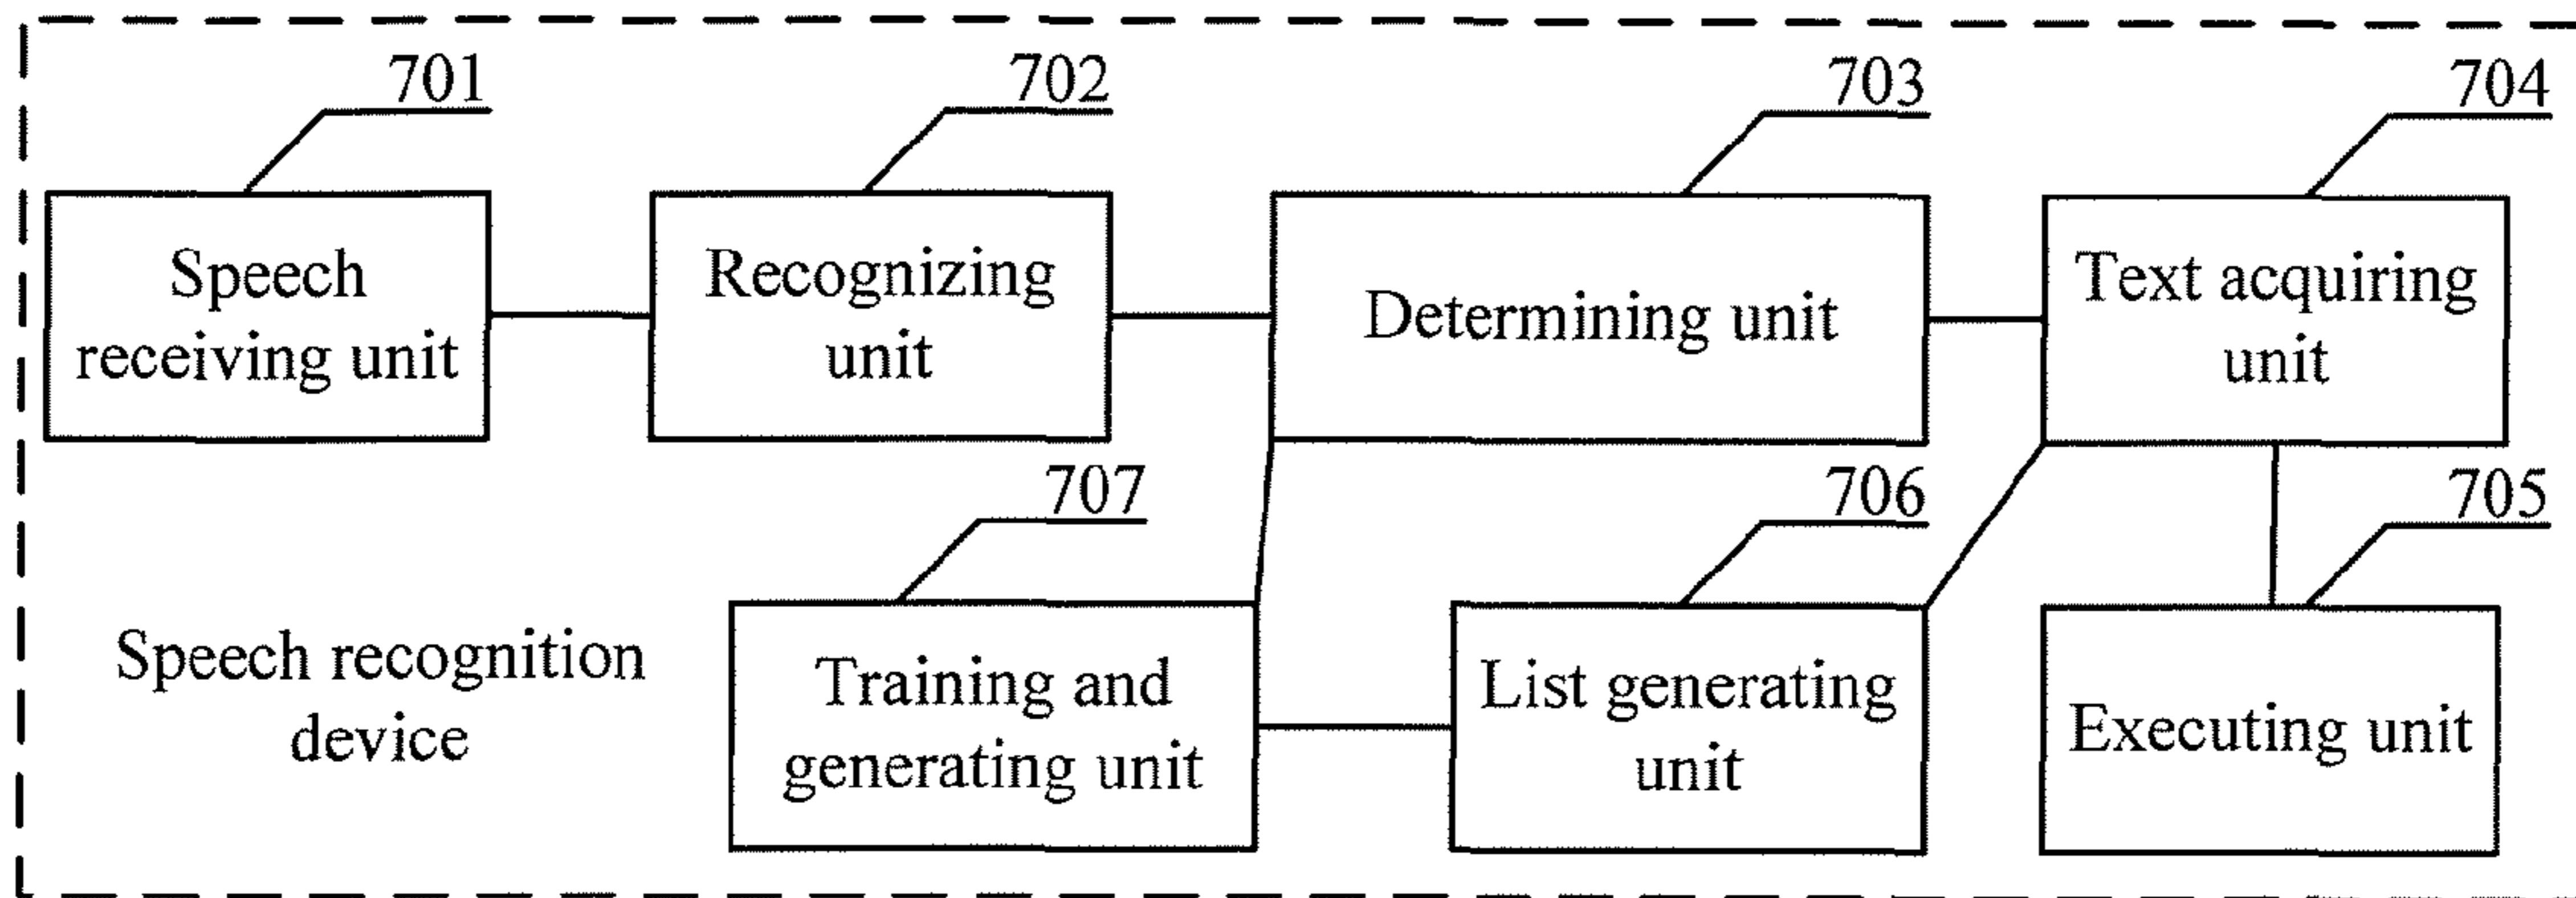 701
702
703
704
Speech
receiving unit
Recognizing
unit
Determining unit
Text acquiring
unit
707
706
705
Speech recognition
device
Training and
generating unit
List generating
unit
Executing unit